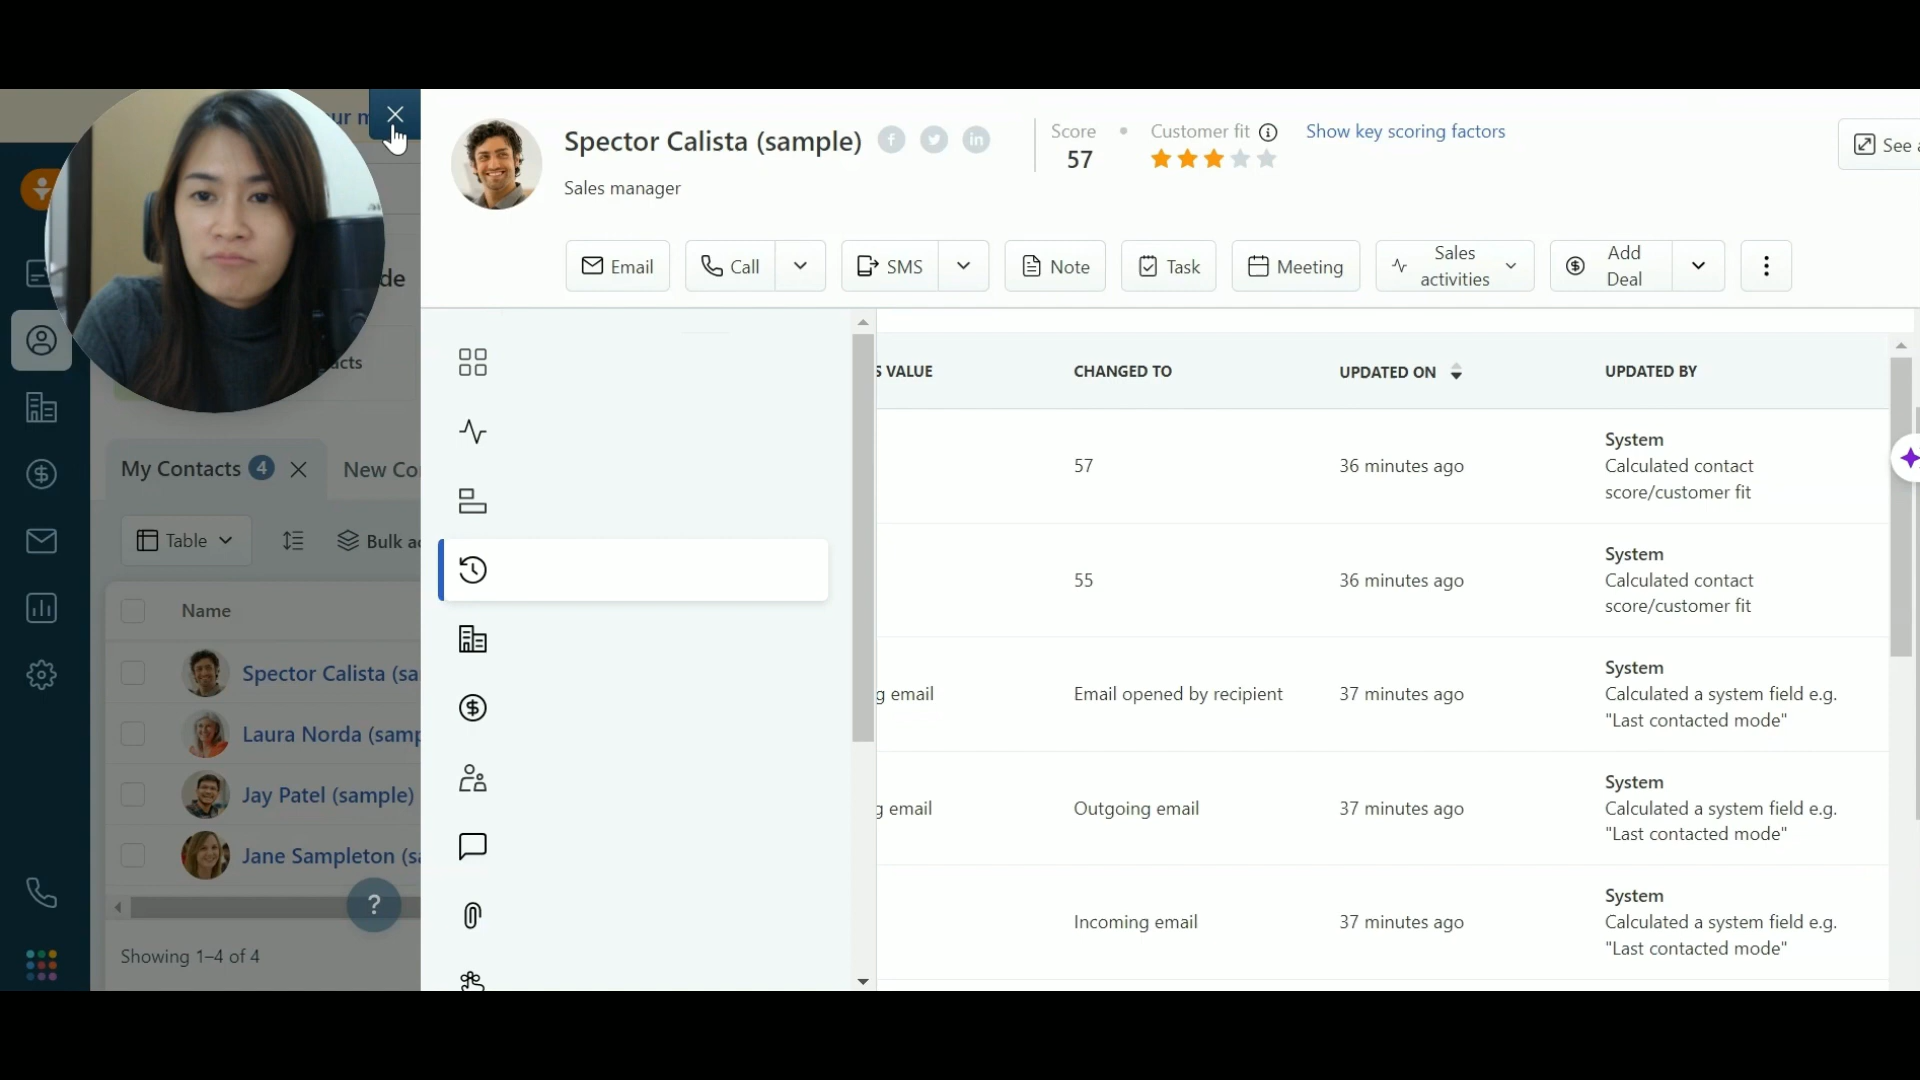 Spector Calista (sample)
Sales manager
Score
57
Customer fit
Show key scoring factors
See
Email
Call
SMS
Note
Task
Meeting
Sales
activities
Add
Deal
My Contacts 4
New Co
Table
Bulk ac
Name
Spector Calista (sa
Laura Norda (samp
Jay Patel (sample)
Jane Sampleton (sa
?
Showing 1–4 of 4
S VALUE
CHANGED TO
UPDATED ON
UPDATED BY
57
36 minutes ago
System
Calculated contact
score/customer fit
55
36 minutes ago
System
Calculated contact
score/customer fit
g email
Email opened by recipient
37 minutes ago
System
Calculated a system field e.g.
"Last contacted mode"
g email
Outgoing email
37 minutes ago
System
Calculated a system field e.g.
"Last contacted mode"
Incoming email
37 minutes ago
System
Calculated a system field e.g.
"Last contacted mode"